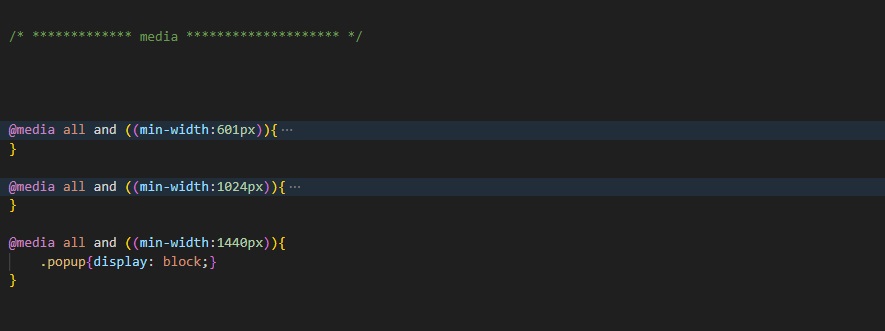 /* ************* media ******************** */
@media all and ((min-width:601px)){ ···
}
@media all and ((min-width:1024px)){ ···
}
@media all and ((min-width:1440px)){
    .popup{display: block;}
}